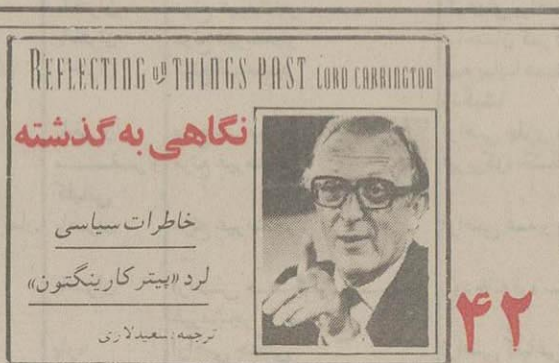 REFLECTING on THINGS PAST LORD CARRINGTON
نگاهی به گذشته
خاطرات سیاسی
لرد «پیتر کارینگتون»
ترجمه: سعید لاری
۴۲